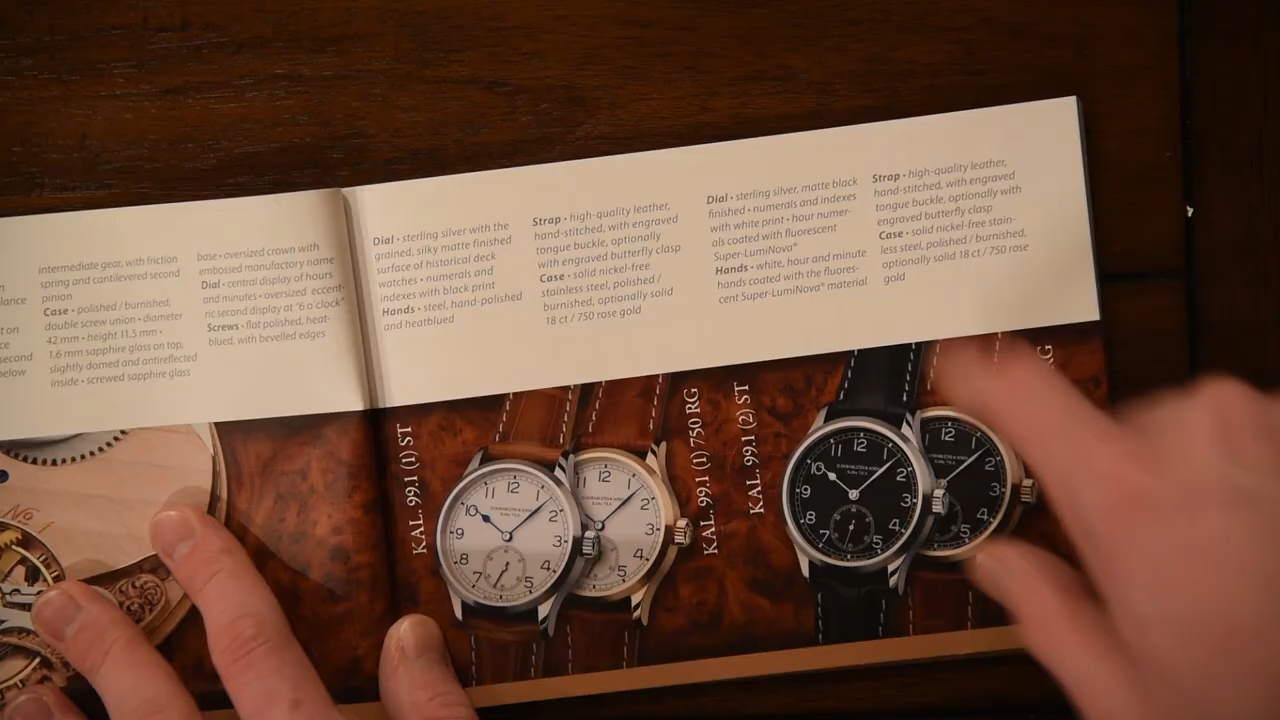 lance
t on
ce
second
below
intermediate gear, with friction
spring and cantilevered second
pinion
Case • polished / burnished,
double screw union • diameter
42 mm • height 11.5 mm •
1.6 mm sapphire glass on top,
slightly domed and antireflected
inside • screwed sapphire glass
base • oversized crown with
embossed manufactory name
Dial • central display of hours
and minutes • oversized eccent-
ric second display at "6 o'clock"
Screws • flat polished, heat-
blued, with bevelled edges
Dial • sterling silver with the
grained, silky matte finished
surface of historical deck
watches • numerals and
indexes with black print
Hands • steel, hand-polished
and heatblued
Strap • high-quality leather,
hand-stitched, with engraved
tongue buckle, optionally
with engraved butterfly clasp
Case • solid nickel-free
stainless steel, polished /
burnished, optionally solid
18 ct / 750 rose gold
Dial • sterling silver, matte black
finished • numerals and indexes
with white print • hour numer-
als coated with fluorescent
Super-LumiNova®
Hands • white, hour and minute
hands coated with the fluores-
cent Super-LumiNova® material
Strap • high-quality leather,
hand-stitched, with engraved
tongue buckle, optionally with
engraved butterfly clasp
Case • solid nickel-free stain-
less steel, polished / burnished,
optionally solid 18 ct / 750 rose
gold
No 1
KAL. 99.1 (1) ST
KAL. 99.1 (1) 750 RG
KAL. 99.1 (2) ST
RG